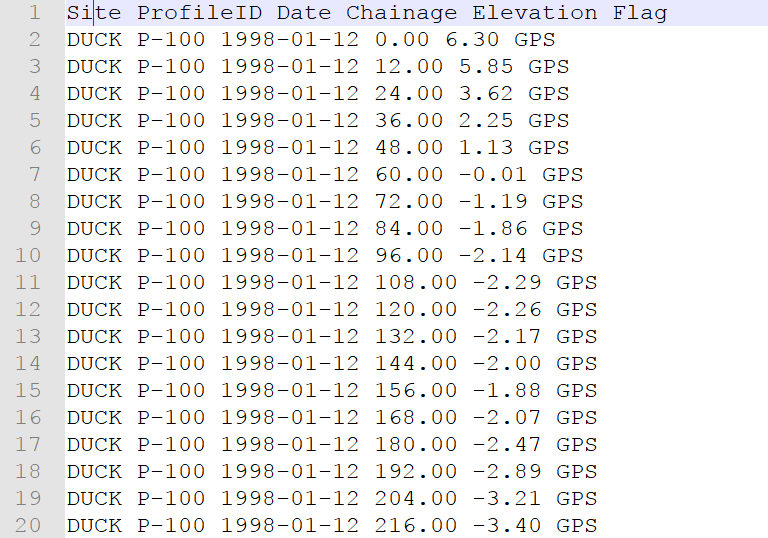 1 Site ProfileID Date Chainage Elevation Flag
2 DUCK P-100 1998-01-12 0.00 6.30 GPS
3 DUCK P-100 1998-01-12 12.00 5.85 GPS
4 DUCK P-100 1998-01-12 24.00 3.62 GPS
5 DUCK P-100 1998-01-12 36.00 2.25 GPS
6 DUCK P-100 1998-01-12 48.00 1.13 GPS
7 DUCK P-100 1998-01-12 60.00 -0.01 GPS
8 DUCK P-100 1998-01-12 72.00 -1.19 GPS
9 DUCK P-100 1998-01-12 84.00 -1.86 GPS
10 DUCK P-100 1998-01-12 96.00 -2.14 GPS
11 DUCK P-100 1998-01-12 108.00 -2.29 GPS
12 DUCK P-100 1998-01-12 120.00 -2.26 GPS
13 DUCK P-100 1998-01-12 132.00 -2.17 GPS
14 DUCK P-100 1998-01-12 144.00 -2.00 GPS
15 DUCK P-100 1998-01-12 156.00 -1.88 GPS
16 DUCK P-100 1998-01-12 168.00 -2.07 GPS
17 DUCK P-100 1998-01-12 180.00 -2.47 GPS
18 DUCK P-100 1998-01-12 192.00 -2.89 GPS
19 DUCK P-100 1998-01-12 204.00 -3.21 GPS
20 DUCK P-100 1998-01-12 216.00 -3.40 GPS